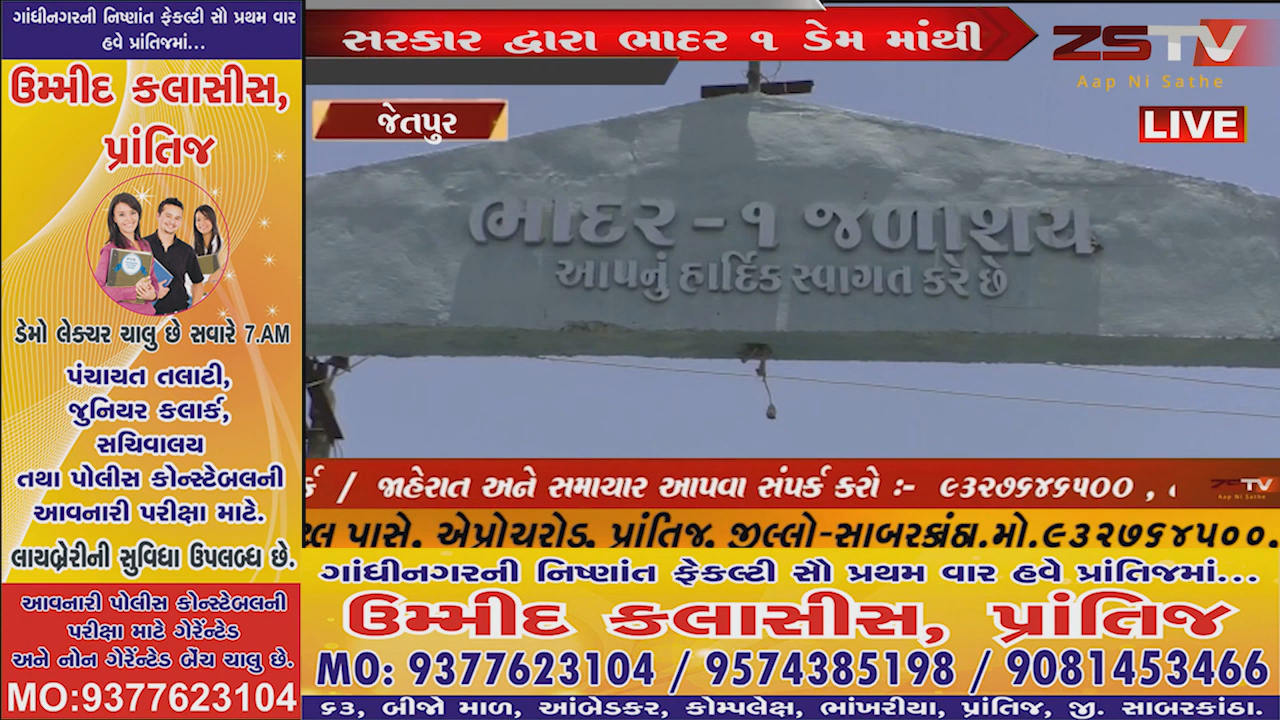 ગાંધીનગરની નિષ્ણાંત ફેકલ્ટી સૌ પ્રથમ વાર
હવે પ્રાંતિજમાં...
ઉમ્મીદ કલાસીસ,
પ્રાંતિજ
ડેમો લેક્ચર ચાલુ છે સવારે 7.AM
પંચાયત તલાટી,
જુનિયર કલાર્ક,
સચિવાલય
તથા પોલીસ કોન્સ્ટેબલની
આવનારી પરીક્ષા માટે.
લાયબ્રેરીની સુવિધા ઉપલબ્ધ છે.
આવનારી પોલીસ કોન્સ્ટેબલની
પરીક્ષા માટે ગેરેંન્ટેડ
અને નોન ગેરેંન્ટેડ બેંચ ચાલુ છે.
MO:9377623104
સરકાર દ્વારા ભાદર ૧ ડેમ માંથી
ZSTV
Aap Ni Sathe
LIVE
જેતપુર
ભાદર - ૧ જળાશય
આપનું હાર્દિક સ્વાગત કરે છે
/ જાહેરાત અને સમાચાર આપવા સંપર્ક કરો :- ૯૩૨૭૬૪૬૫૦૦ ,
ZSTV
Aap Ni Sathe
પાસે, એપ્રોચરોડ, પ્રાંતિજ, જીલ્લો-સાબરકાંઠા.મો.૯૩૨૭૬૪૫૦૦.
ગાંધીનગરની નિષ્ણાંત ફેકલ્ટી સૌ પ્રથમ વાર હવે પ્રાંતિજમાં...
ઉમ્મીદ કલાસીસ, પ્રાંતિજ
MO: 9377623104 / 9574385198 / 9081453466
૬૩, બીજો માળ, આંબેડકર, કોમ્પલેક્ષ, ભાંખરીયા, પ્રાંતિજ, જી. સાબરકાંઠા.